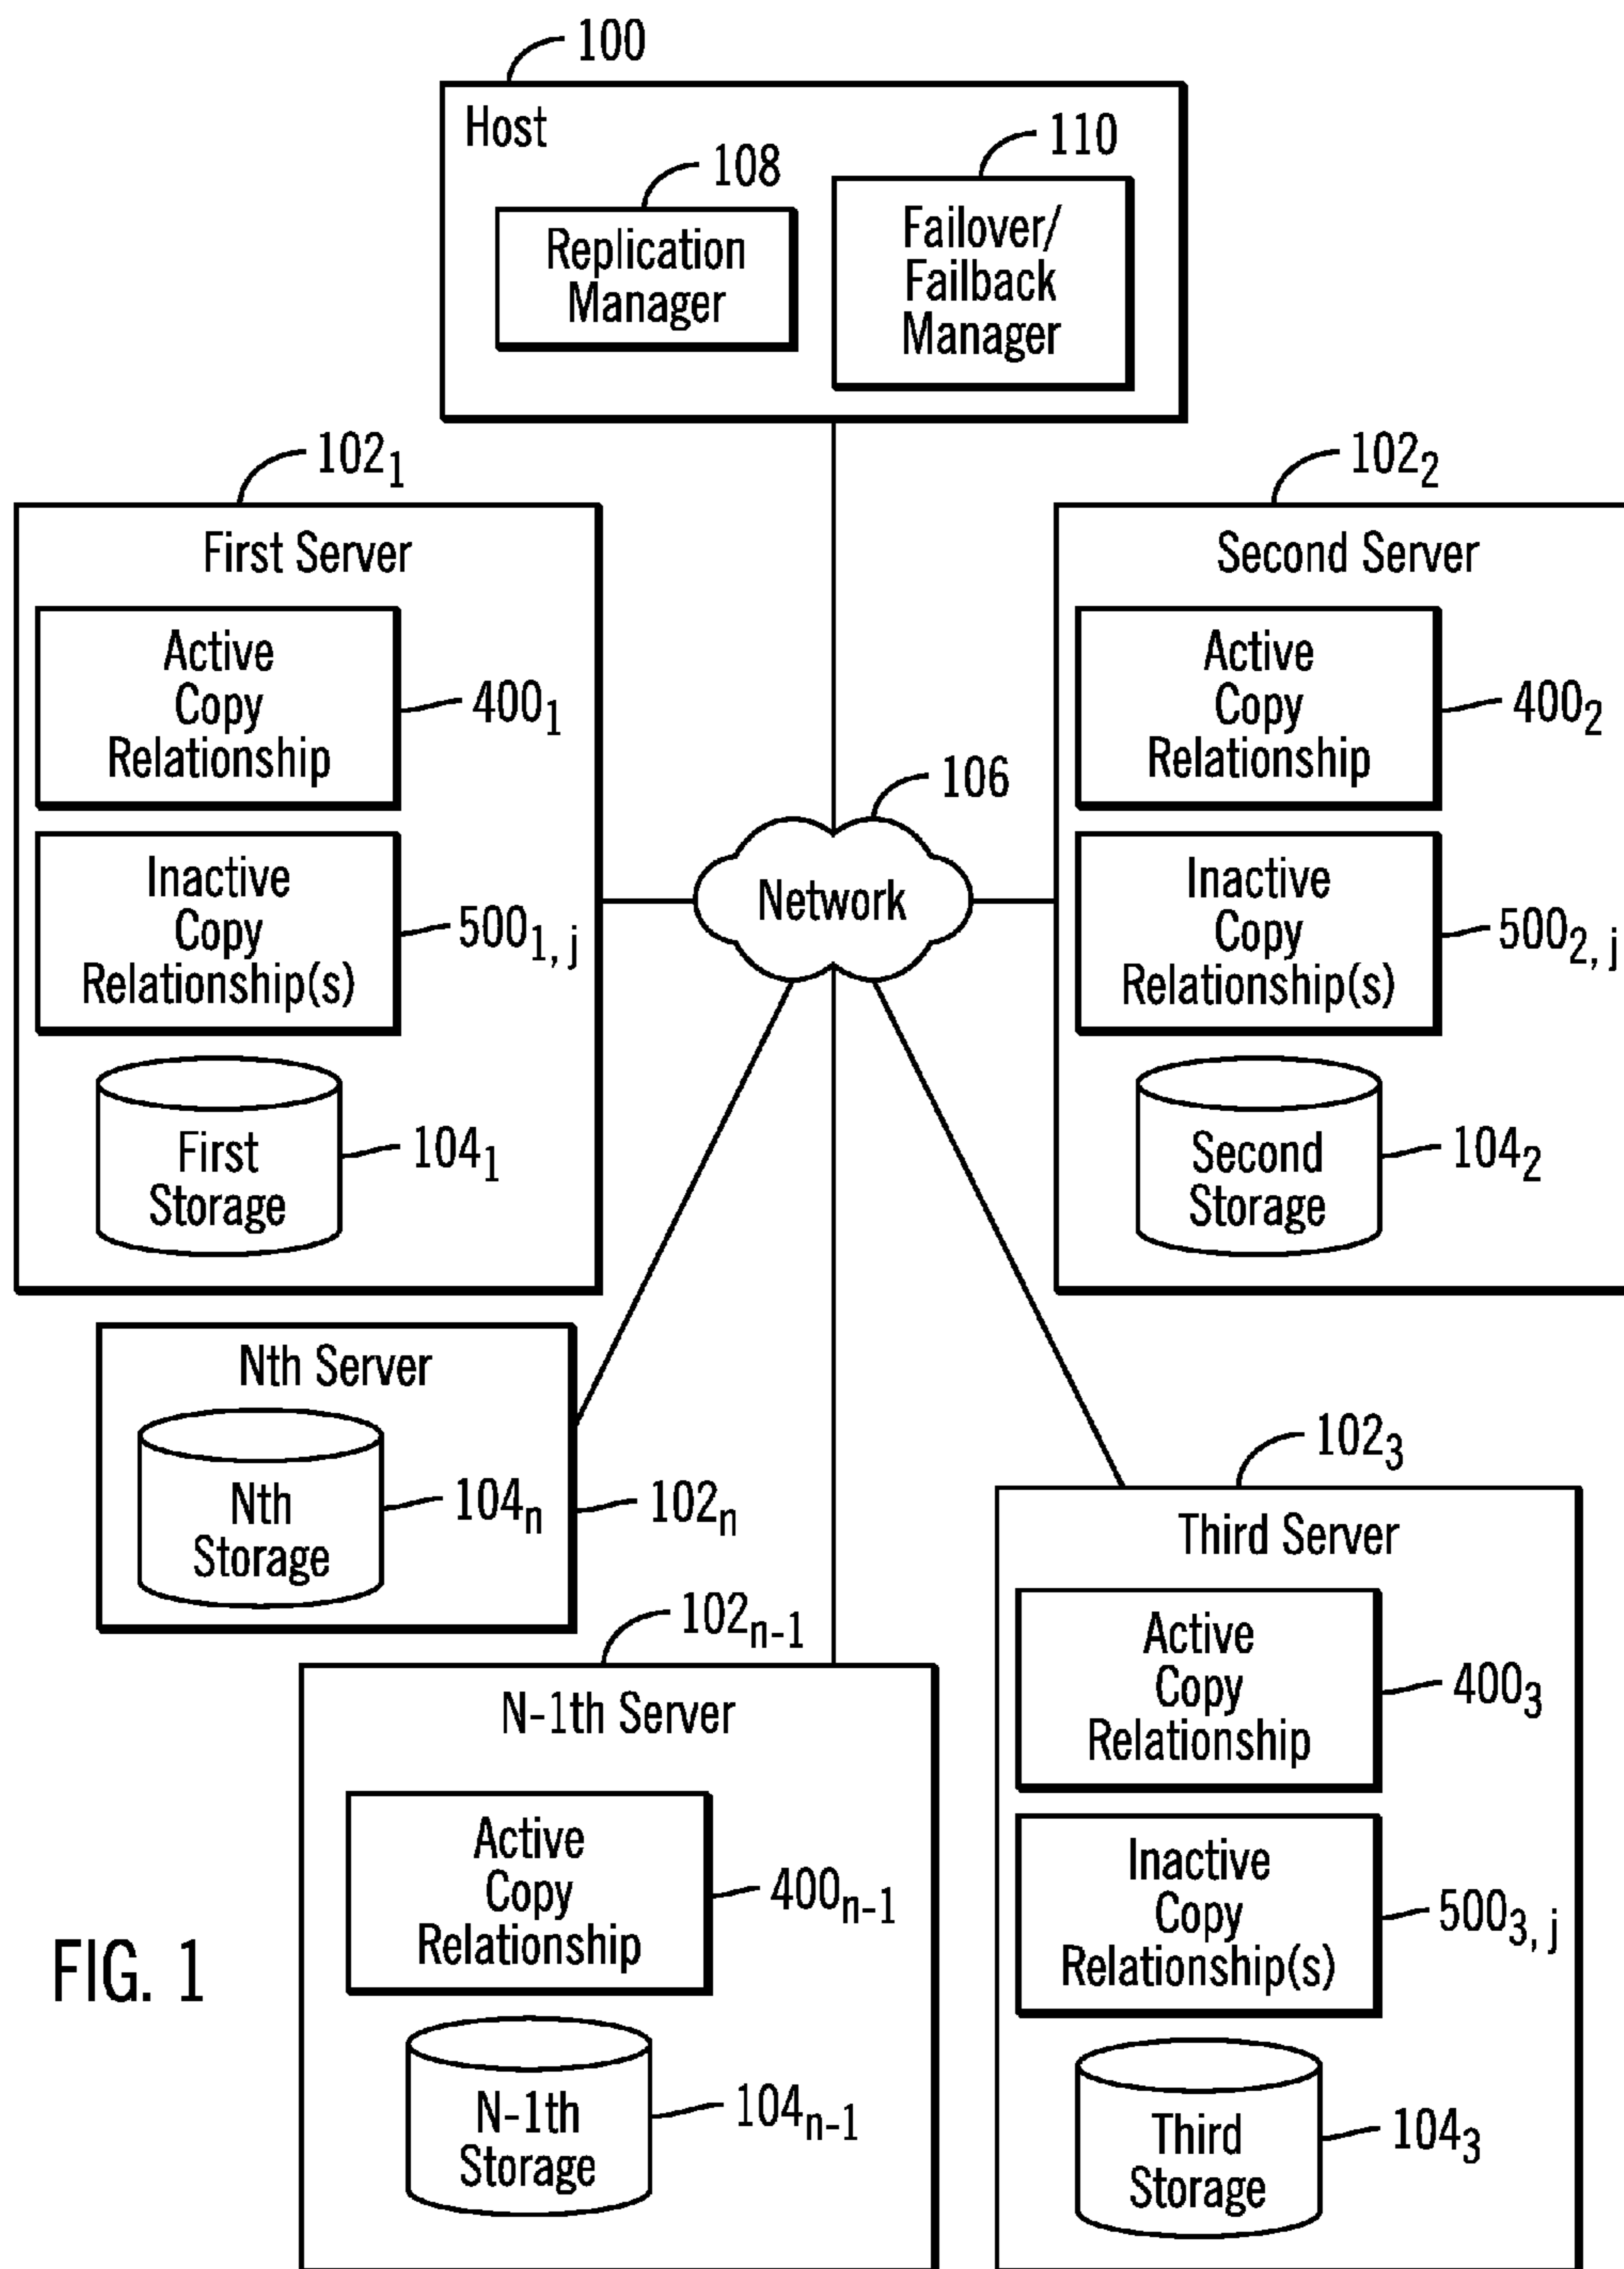 100
Host
108
110
Replication
Manager
Failover/
Failback
Manager
102₁
First Server
Active
Copy
Relationship
400₁
Inactive
Copy
Relationship(s)
500₁, j
First
Storage
104₁
102₂
Second Server
Active
Copy
Relationship
400₂
Inactive
Copy
Relationship(s)
500₂, j
Second
Storage
104₂
106
Network
Nth Server
Nth
Storage
104n
102n
102n-1
N-1th Server
Active
Copy
Relationship
400n-1
N-1th
Storage
104n-1
102₃
Third Server
Active
Copy
Relationship
400₃
Inactive
Copy
Relationship(s)
500₃, j
Third
Storage
104₃
FIG. 1